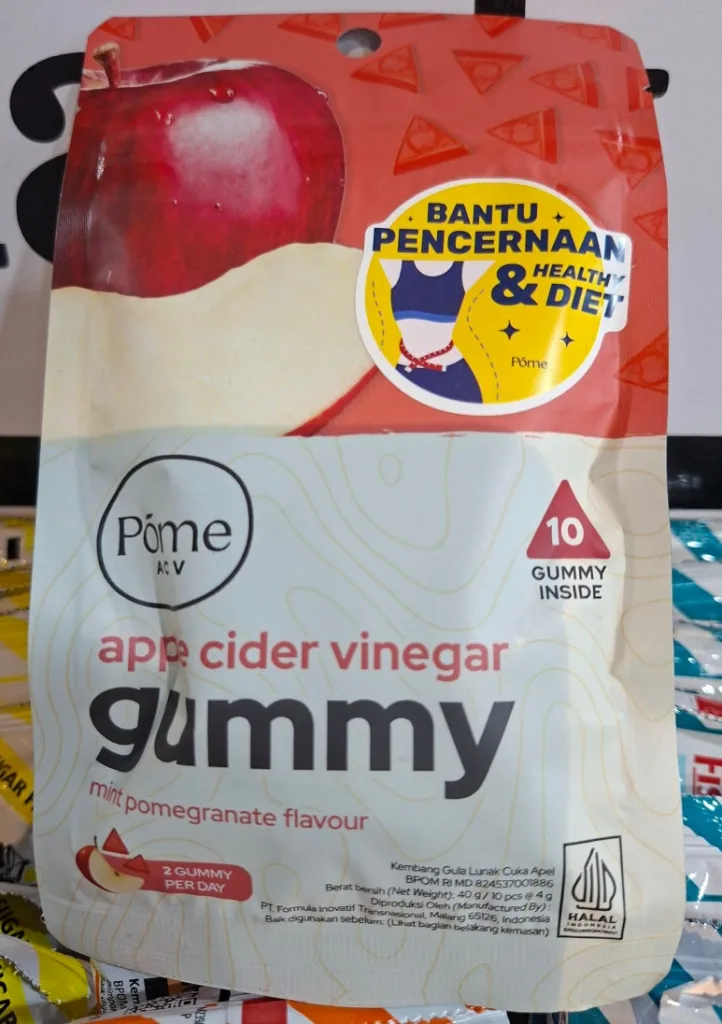 BANTU
PENCERNAAN
& HEALTHY
DIET
Póme
Póme
ACV
10
GUMMY
INSIDE
apple cider vinegar
gummy
mint pomegranate flavour
2 GUMMY
PER DAY
Kembang Gula Lunak Cuka Apel
BPOM RI MD 824537001886
Berat bersih (Net Weight): 40 g / 10 pcs @ 4 g
Diproduksi Oleh (Manufactured By) :
PT. Formula Inovatif Transnasional, Malang 65126, Indonesia
Baik digunakan sebelum: (Lihat bagian belakang kemasan)
HALAL
INDONESIA